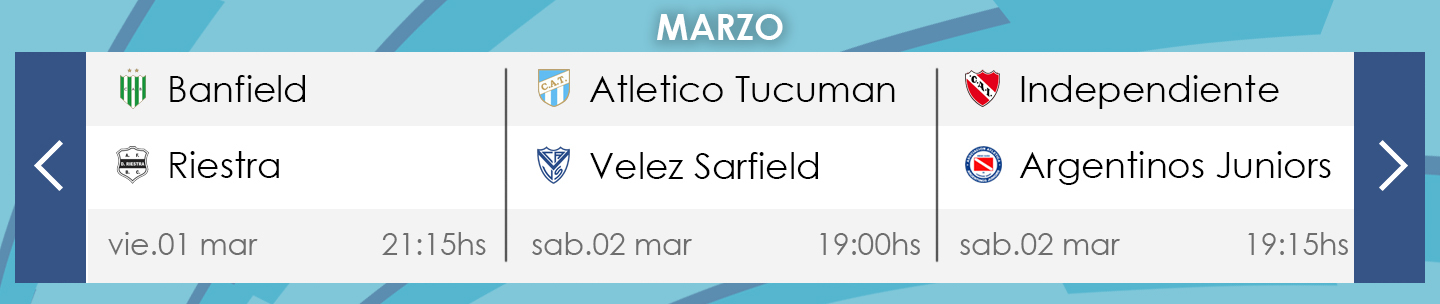 MARZO
Banfield
Riestra
vie.01 mar 21:15hs
C.A.T.
Atletico Tucuman
Velez Sarfield
sab.02 mar 19:00hs
C.A.I.
Independiente
Argentinos Juniors
sab.02 mar 19:15hs